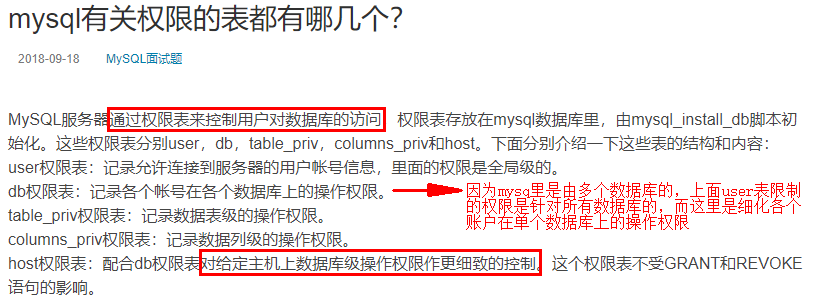 mysql有关权限的表都有哪几个?
2018-09-18 MySQL面试题
MySQL服务器通过权限表来控制用户对数据库的访问，权限表存放在mysql数据库里，由mysql_install_db脚本初
始化。这些权限表分别user，db，table_priv，columns_priv和host。下面分别介绍一下这些表的结构和内容：
user权限表：记录允许连接到服务器的用户帐号信息，里面的权限是全局级的。
db权限表：记录各个帐号在各个数据库上的操作权限。
因为mysq里是由多个数据库的，上面user表限制
的权限是针对所有数据库的，而这里是细化各个
账户在单个数据库上的操作权限
table_priv权限表：记录数据表级的操作权限。
columns_priv权限表：记录数据列级的操作权限。
host权限表：配合db权限表对给定主机上数据库级操作权限作更细致的控制。这个权限表不受GRANT和REVOKE
语句的影响。